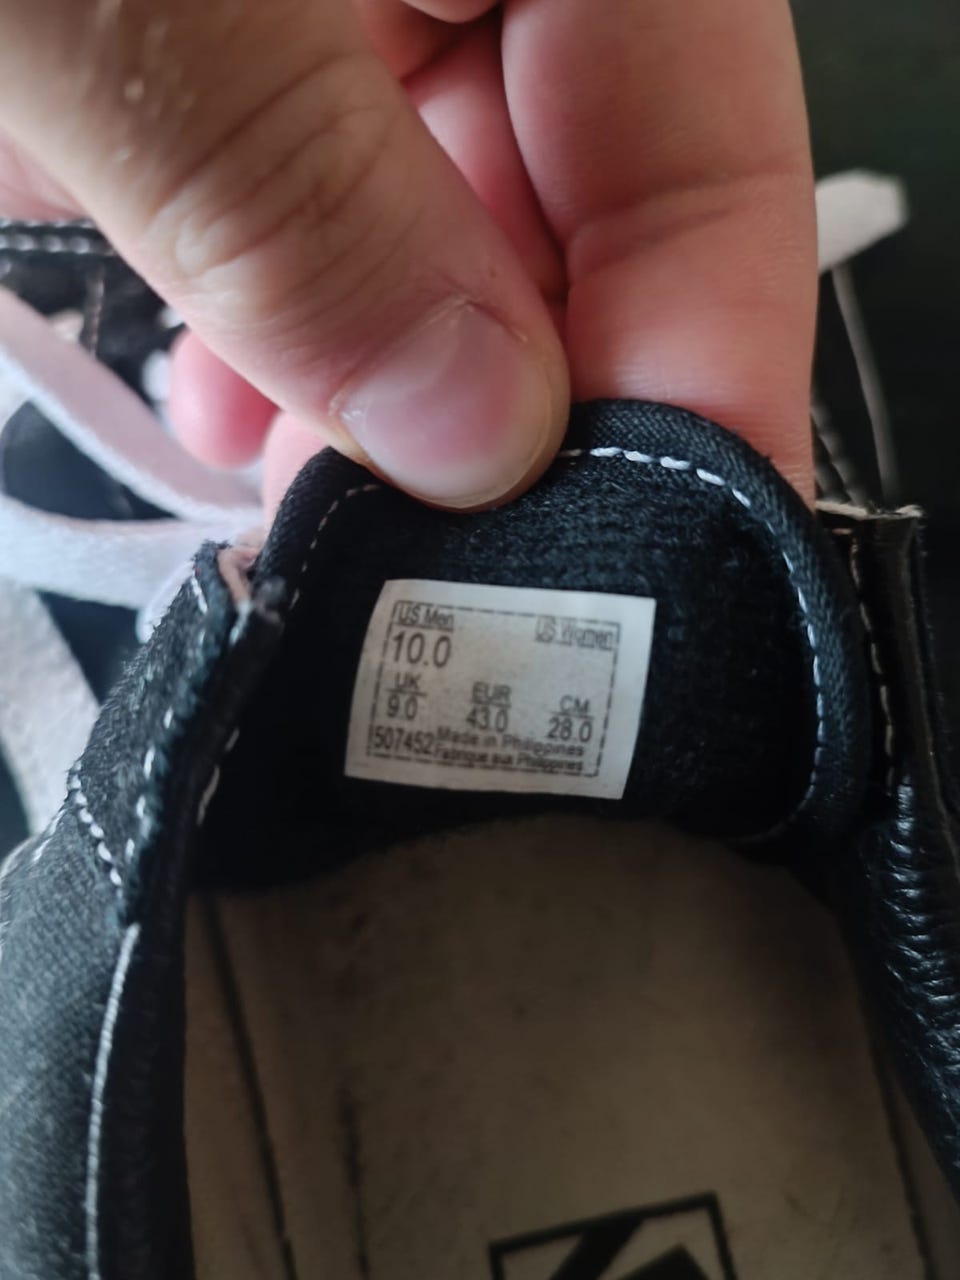 US Men US Women
10.0
UK EUR CM
9.0 43.0 28.0
507452 Made in Philippines
Fabrique aux Philippines